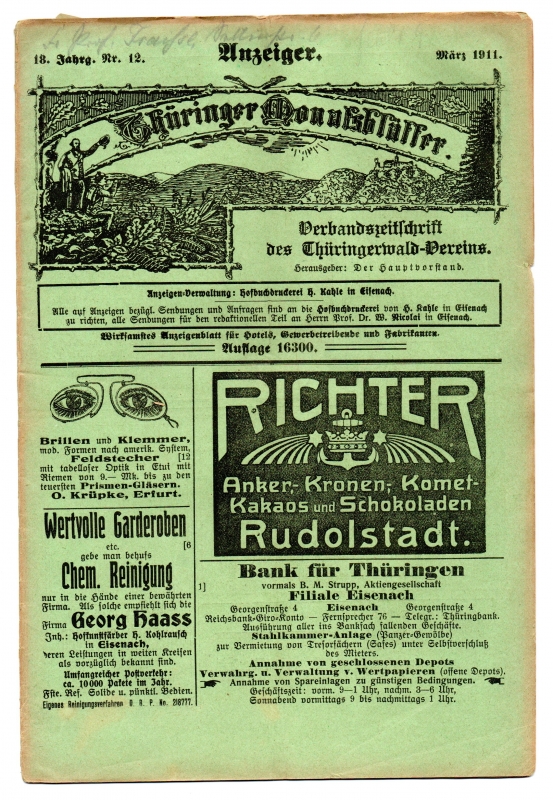 18. Jahrg. Nr. 12.
Anzeiger.
März 1911.
Thüringer Monatsblätter.
Verbandszeitschrift
des Thüringerwald-Vereins.
Herausgeber: Der Hauptvorstand.
Anzeigen-Verwaltung: Hofbuchdruckerei H. Kahle in Eisenach.
Alle auf Anzeigen bezügl. Sendungen und Anfragen sind an die Hofbuchdruckerei von H. Kahle in Eisenach
zu richten, alle Sendungen für den redaktionellen Teil an Herrn Prof. Dr. W. Nicolai in Eisenach.
Wirksamstes Anzeigenblatt für Hotels, Gewerbetreibende und Fabrikanten.
Auflage 16300.
Brillen und Klemmer,
mod. Formen nach amerik. System,
Feldstecher [12
mit tadelloser Optik in Etui mit
Riemen von 9.— Mk. bis zu den
teuersten Prismen-Gläsern.
O. Krüpke, Erfurt.
Wertvolle Garderoben
etc. [6
gebe man behufs
Chem. Reinigung
nur in die Hände einer bewährten
Firma. Als solche empfiehlt sich die
Firma Georg Haass
Inh.: Hofkunstfärber H. Kohlrausch
in Eisenach,
deren Leistungen in weiten Kreisen
als vorzüglich bekannt sind.
Umfangreicher Postverkehr:
ca. 10000 Pakete im Jahr.
Fste. Ref. Solide u. pünktl. Bedien.
Eigenes Reinigungsverfahren D. R. P. No. 218777.
RICHTER
Anker-, Kronen-, Komet-
Kakaos und Schokoladen
Rudolstadt.
Bank für Thüringen
1] vormals B. M. Strupp, Aktiengesellschaft
Filiale Eisenach
Georgenstraße 4 Eisenach Georgenstraße 4
Reichsbank-Giro-Konto — Fernsprecher 76 — Telegr.: Thüringbank.
Ausführung aller ins Bankfach fallenden Geschäfte.
Stahlkammer-Anlage (Panzer-Gewölbe)
zur Vermietung von Tresorfächern (Safes) unter Selbstverschluß
des Mieters.
Annahme von geschlossenen Depots
Verwahrg. u. Verwaltung v. Wertpapieren (offene Depots).
Annahme von Spareinlagen zu günstigen Bedingungen.
Geschäftszeit: vorm. 9—1 Uhr, nachm. 3—6 Uhr,
Sonnabend vormittags 9 bis nachmittags 1 Uhr.